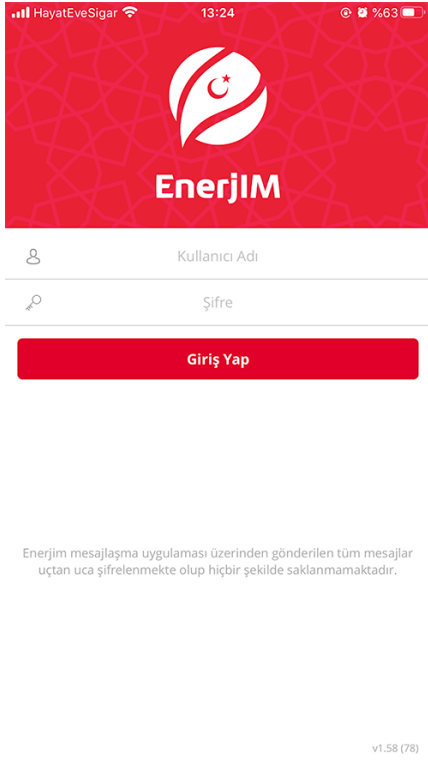 HayatEveSigar 13:24 %63
EnerjIM
Kullanıcı Adı
Şifre
Giriş Yap
Enerjim mesajlaşma uygulaması üzerinden gönderilen tüm mesajlar
uçtan uca şifrelenmekte olup hiçbir şekilde saklanmamaktadır.
v1.58 (78)